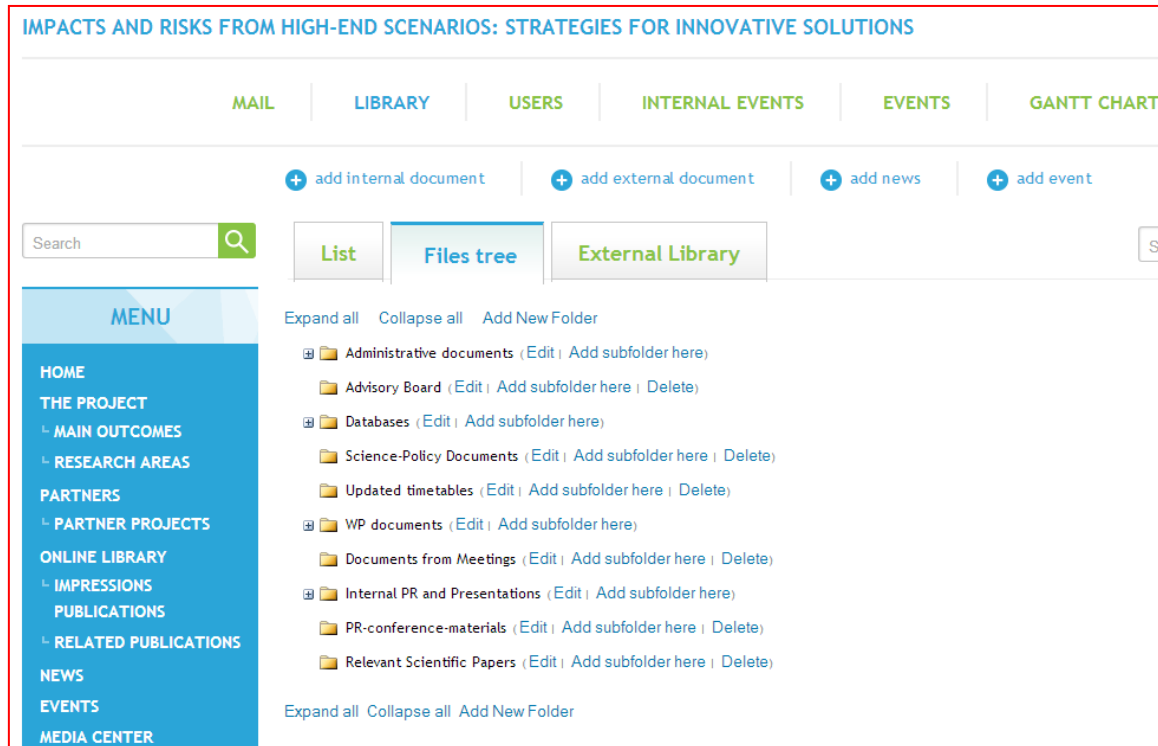 IMPACTS AND RISKS FROM HIGH-END SCENARIOS: STRATEGIES FOR INNOVATIVE SOLUTIONS
MAIL LIBRARY USERS INTERNAL EVENTS EVENTS GANTT CHART
add internal document add external document add news add event
Search
List Files tree External Library
S
MENU
HOME
THE PROJECT
MAIN OUTCOMES
RESEARCH AREAS
PARTNERS
PARTNER PROJECTS
ONLINE LIBRARY
IMPRESSIONS
PUBLICATIONS
RELATED PUBLICATIONS
NEWS
EVENTS
MEDIA CENTER
Expand all Collapse all Add New Folder
Administrative documents (Edit | Add subfolder here)
Advisory Board (Edit | Add subfolder here | Delete)
Databases (Edit | Add subfolder here)
Science-Policy Documents (Edit | Add subfolder here | Delete)
Updated timetables (Edit | Add subfolder here | Delete)
WP documents (Edit | Add subfolder here)
Documents from Meetings (Edit | Add subfolder here | Delete)
Internal PR and Presentations (Edit | Add subfolder here)
PR-conference-materials (Edit | Add subfolder here | Delete)
Relevant Scientific Papers (Edit | Add subfolder here | Delete)
Expand all Collapse all Add New Folder